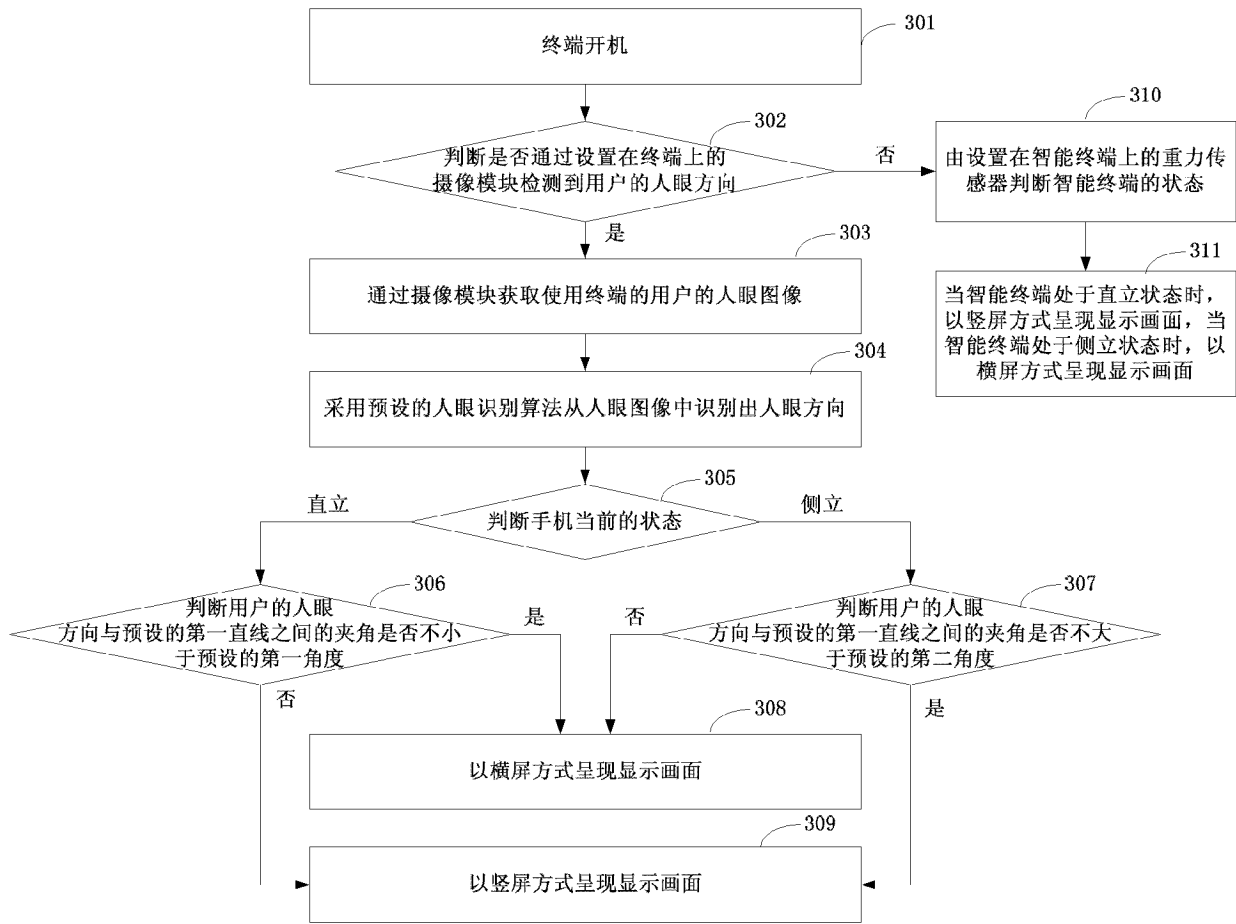 终端开机
301
判断是否通过设置在终端上的
摄像模块检测到用户的人眼方向
302
否
是
由设置在智能终端上的重力传
感器判断智能终端的状态
310
当智能终端处于直立状态时，
以竖屏方式呈现显示画面，当
智能终端处于侧立状态时，以
横屏方式呈现显示画面
311
通过摄像模块获取使用终端的用户的人眼图像
303
采用预设的人眼识别算法从人眼图像中识别出人眼方向
304
判断手机当前的状态
305
直立
侧立
判断用户的人眼
方向与预设的第一直线之间的夹角是否不小
于预设的第一角度
306
是
否
判断用户的人眼
方向与预设的第一直线之间的夹角是否不大
于预设的第二角度
307
否
是
以横屏方式呈现显示画面
308
以竖屏方式呈现显示画面
309